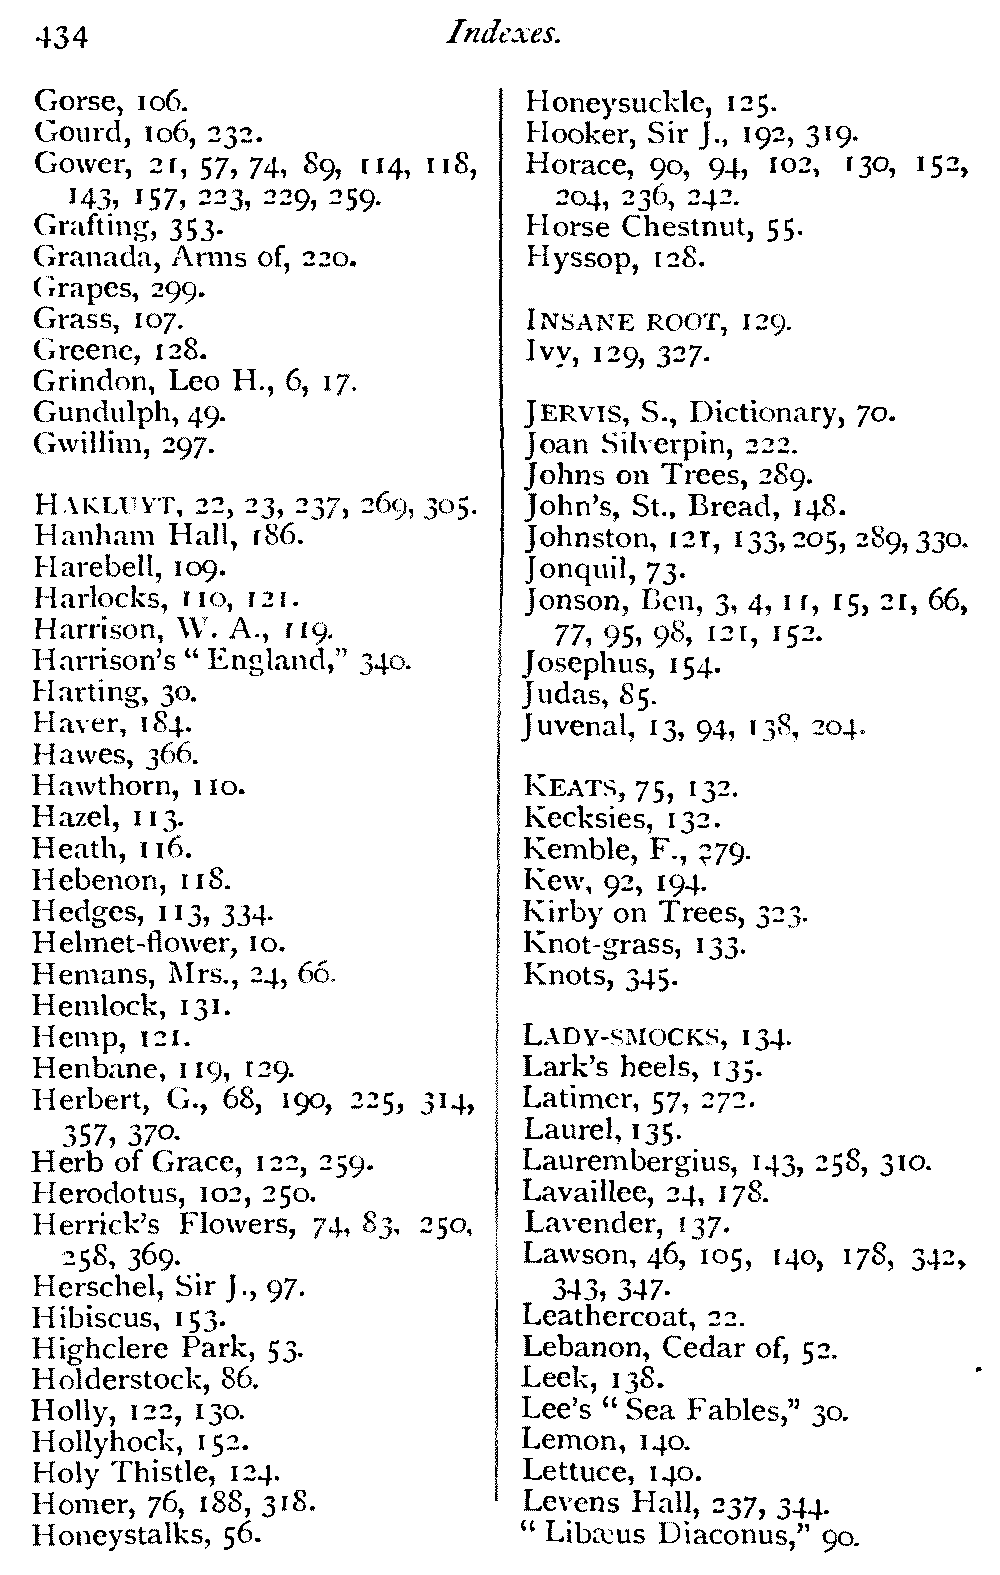 434 Indexes.
Gorse, 106.
Gourd, 106, 232.
Gower, 21, 57, 74, 89, 114, 118,
143, 157, 223, 229, 259.
Grafting, 353.
Granada, Arms of, 220.
Grapes, 299.
Grass, 107.
Greene, 128.
Grindon, Leo H., 6, 17.
Gundulph, 49.
Gwillim, 297.
HAKLUYT, 22, 23, 237, 269, 305.
Hanham Hall, 186.
Harebell, 109.
Harlocks, 110, 121.
Harrison, W. A., 119.
Harrison's “ England,” 340.
Harting, 30.
Haver, 184.
Hawes, 366.
Hawthorn, 110.
Hazel, 113.
Heath, 116.
Hebenon, 118.
Hedges, 113, 334.
Helmet-flower, 10.
Hemans, Mrs., 24, 66.
Hemlock, 131.
Hemp, 121.
Henbane, 119, 129.
Herbert, G., 68, 190, 225, 314,
357, 370.
Herb of Grace, 122, 259.
Herodotus, 102, 250.
Herrick's Flowers, 74, 83, 250,
258, 369.
Herschel, Sir J., 97.
Hibiscus, 153.
Highclere Park, 53.
Holderstock, 86.
Holly, 122, 130.
Hollyhock, 152.
Holy Thistle, 124.
Homer, 76, 188, 318.
Honeystalks, 56.
Honeysuckle, 125.
Hooker, Sir J., 192, 319.
Horace, 90, 94, 102, 130, 152,
204, 236, 242.
Horse Chestnut, 55.
Hyssop, 128.
INSANE ROOT, 129.
Ivy, 129, 327.
JERVIS, S., Dictionary, 70.
Joan Silverpin, 222.
Johns on Trees, 289.
John's, St., Bread, 148.
Johnston, 121, 133, 205, 289, 330.
Jonquil, 73.
Jonson, Ben, 3, 4, 11, 15, 21, 66,
77, 95, 98, 121, 152.
Josephus, 154.
Judas, 85.
Juvenal, 13, 94, 138, 204.
KEATS, 75, 132.
Kecksies, 132.
Kemble, F., 279.
Kew, 92, 194.
Kirby on Trees, 323.
Knot-grass, 133.
Knots, 345.
LADY-SMOCKS, 134.
Lark's heels, 135.
Latimer, 57, 272.
Laurel, 135.
Laurembergius, 143, 258, 310.
Lavaillee, 24, 178.
Lavender, 137.
Lawson, 46, 105, 140, 178, 342,
343, 347.
Leathercoat, 22.
Lebanon, Cedar of, 52.
Leek, 138.
Lee's “ Sea Fables,” 30.
Lemon, 140.
Lettuce, 140.
Levens Hall, 237, 344.
“ Libæus Diaconus,” 90.